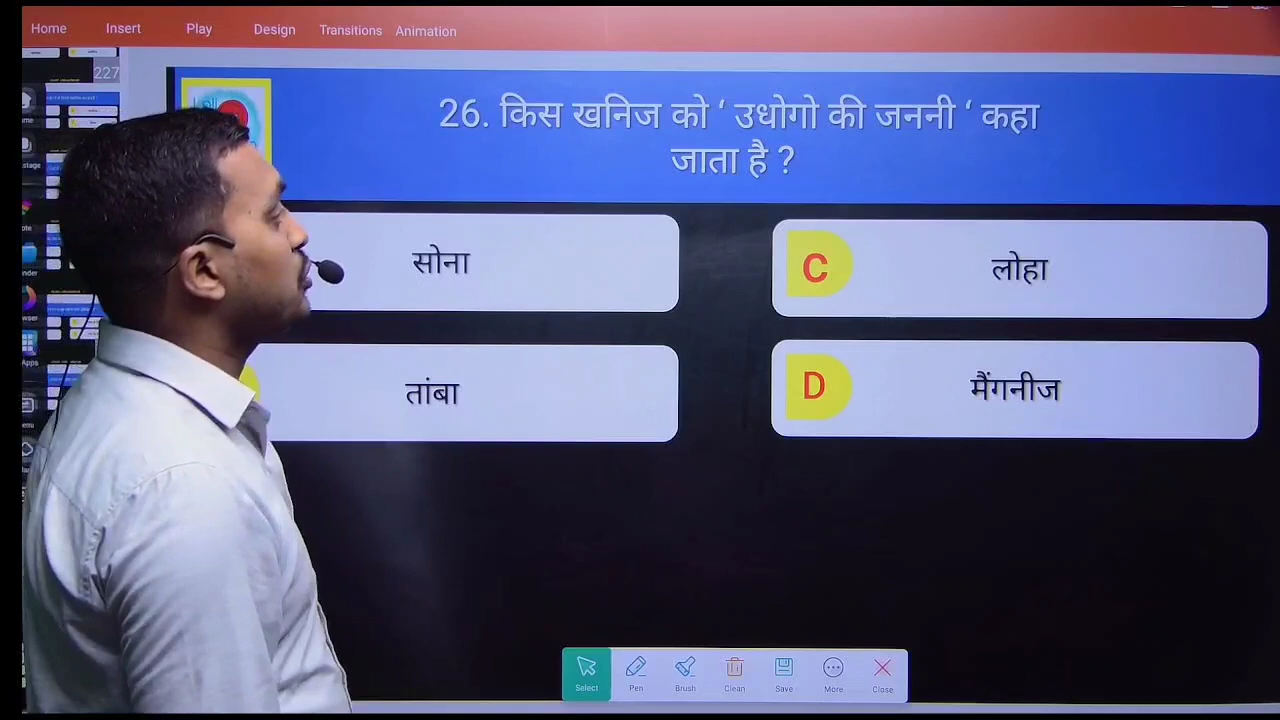 Home Insert Play Design Transitions Animation
227
26. किस खनिज को ‘ उधोगो की जननी ‘ कहा
जाता है ?
सोना
C लोहा
तांबा
D मैंगनीज
Select Pen Brush Clean Save More Close